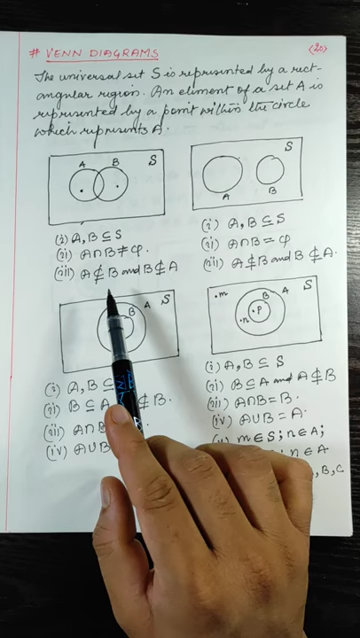 # VENN DIAGRAMS
<20>
The universal set S is represented by a rect-
angular region. An element of a set A is
represented by a point within the circle
which represents A.
A B S
A B S
(i) A, B ⊆ S
(ii) A∩B ≠ φ.
(iii) A ⊄ B and B ⊄ A
(i) A, B ⊆ S
(ii) A∩B = φ
(iii) A ⊄ B and B ⊄ A.
B A S
.m B A S
.n .p
(i) A, B ⊆
(ii) B ⊆ A B.
(iii) A∩
(iv) A∪
(i) A, B ⊆ S
(ii) B ⊆ A and A ⊄ B
(iii) A∩B = B.
(iv) A∪B = A.
m ∈ S; n ∈ A;
; n ∈ A
, B, C